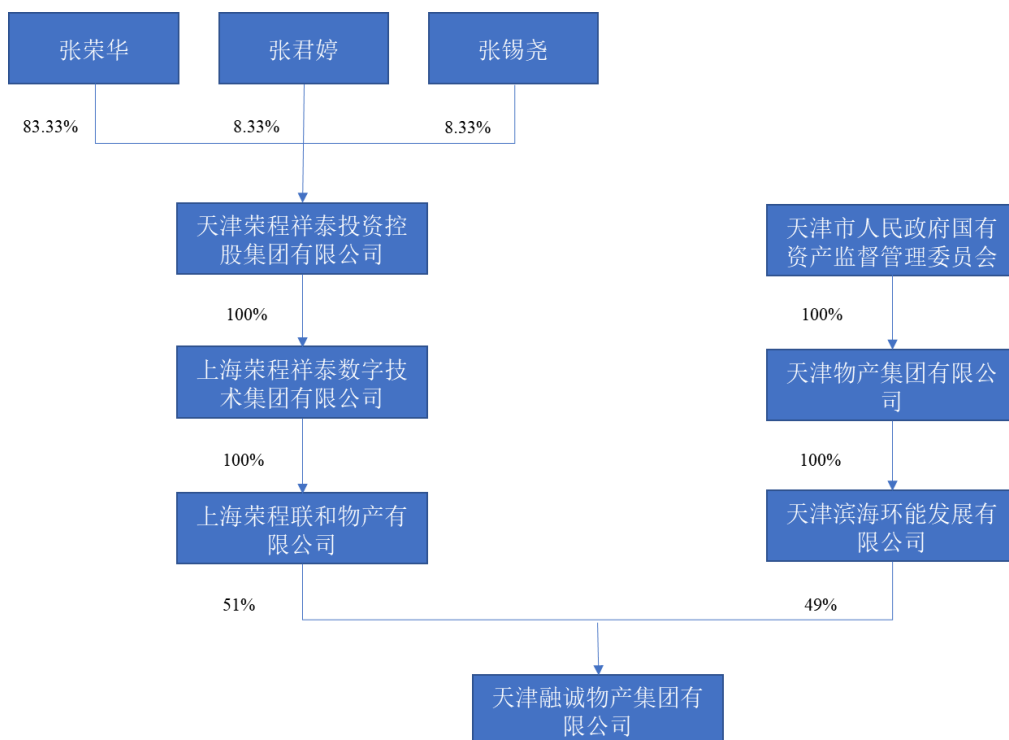 张荣华
张君婷
张锡尧
83.33%
8.33%
8.33%
天津荣程祥泰投资控
股集团有限公司
天津市人民政府国有
资产监督管理委员会
100%
100%
上海荣程祥泰数字技
术集团有限公司
天津物产集团有限公
司
100%
100%
上海荣程联和物产有
限公司
天津滨海环能发展有
限公司
51%
49%
天津融诚物产集团有
限公司